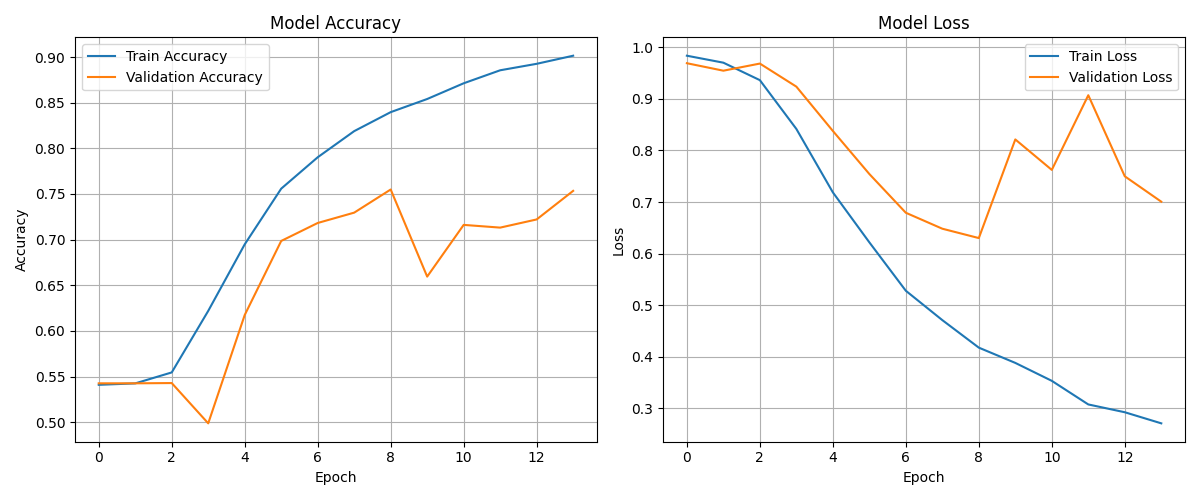 Model Accuracy
Train Accuracy
Validation Accuracy
Accuracy
0.90
0.85
0.80
0.75
0.70
0.65
0.60
0.55
0.50
0 2 4 6 8 10 12
Epoch
Model Loss
Train Loss
Validation Loss
Loss
1.0
0.9
0.8
0.7
0.6
0.5
0.4
0.3
0 2 4 6 8 10 12
Epoch